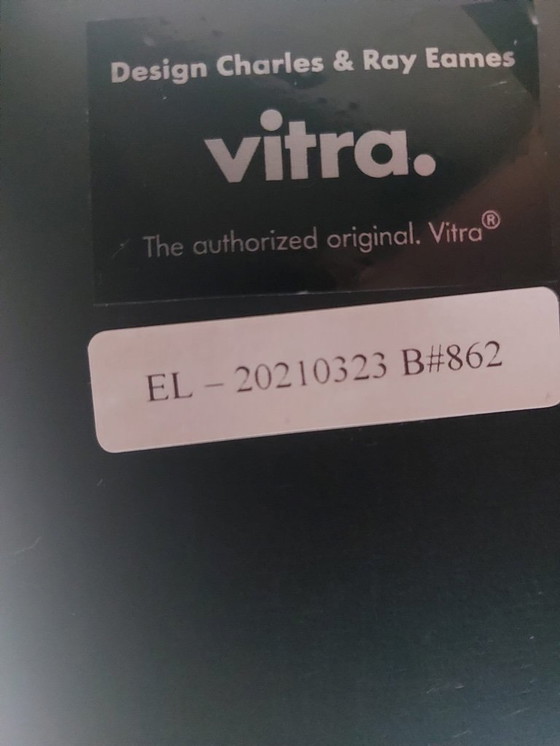 Design Charles & Ray Eames
vitra.
The authorized original. Vitra®
EL – 20210323 B#862